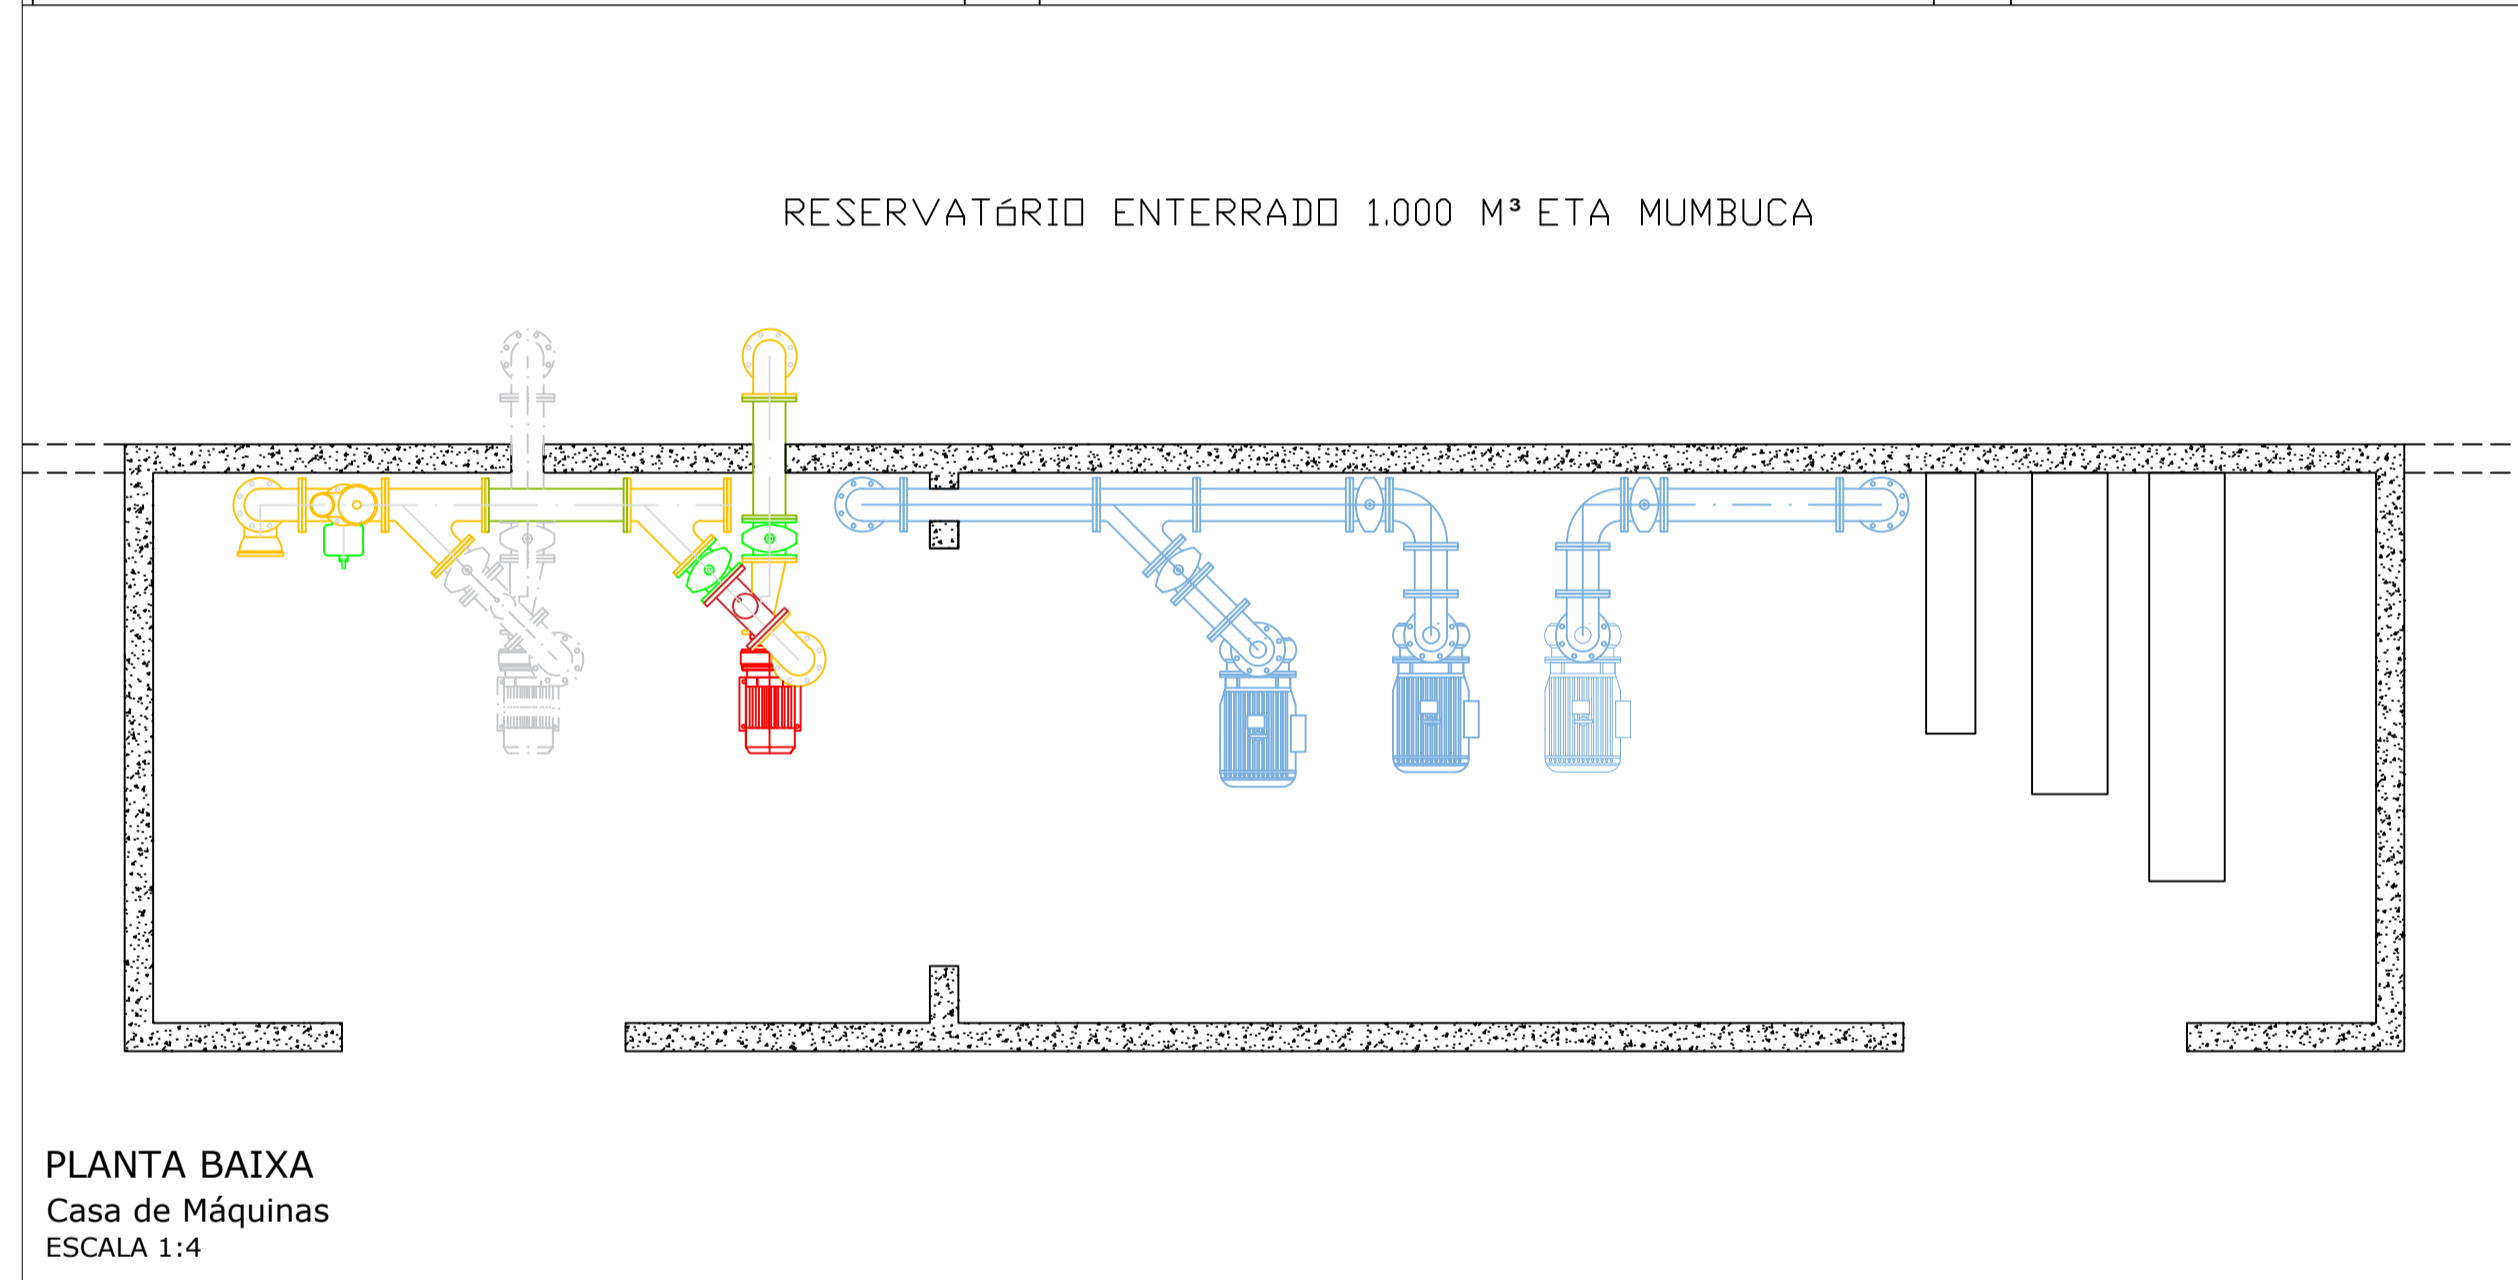 RESERVATóRIO ENTERRADO 1.000 M³ ETA MUMBUCA
PLANTA BAIXA
Casa de Máquinas
ESCALA 1:4